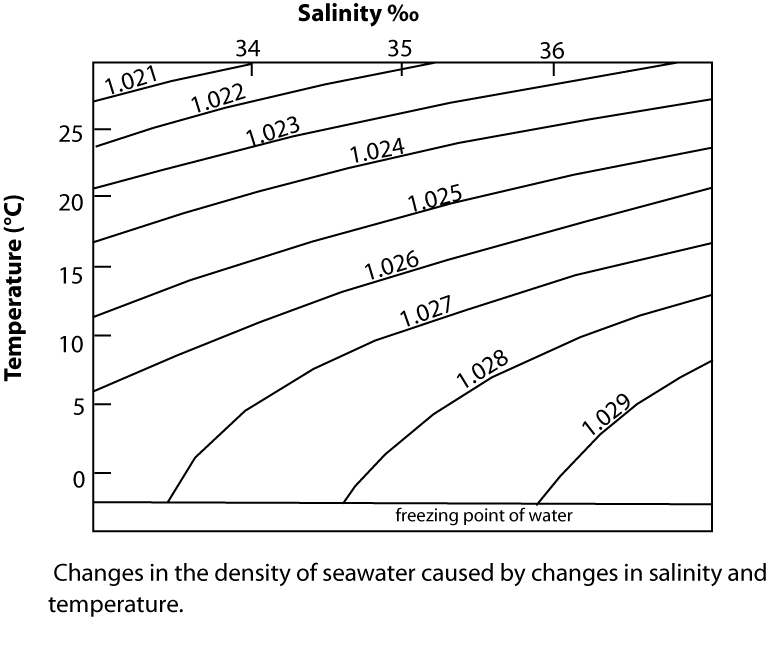 Salinity ‰
34 35 36
1.021
1.022
1.023
1.024
1.025
1.026
1.027
1.028
1.029
25
20
15
10
5
0
Temperature (°C)
freezing point of water
Changes in the density of seawater caused by changes in salinity and
temperature.